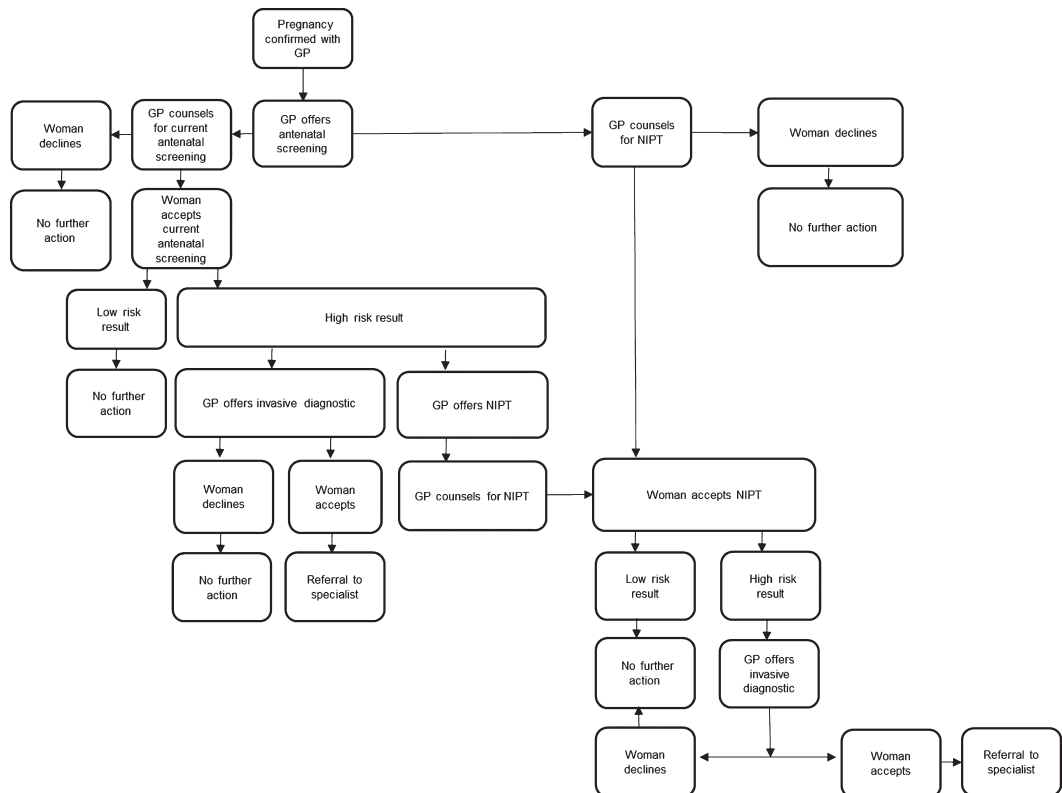 Pregnancy
confirmed with
GP
Woman
declines
GP counsels
for current
antenatal
screening
GP offers
antenatal
screening
GP counsels
for NIPT
Woman declines
No further
action
Woman
accepts
current
antenatal
screening
No further action
Low risk
result
High risk result
No further
action
GP offers invasive diagnostic
GP offers NIPT
Woman
declines
Woman
accepts
GP counsels for NIPT
Woman accepts NIPT
No further
action
Referral to
specialist
Low risk
result
High risk
result
No further
action
GP offers
invasive
diagnostic
Woman
declines
Woman
accepts
Referral to
specialist